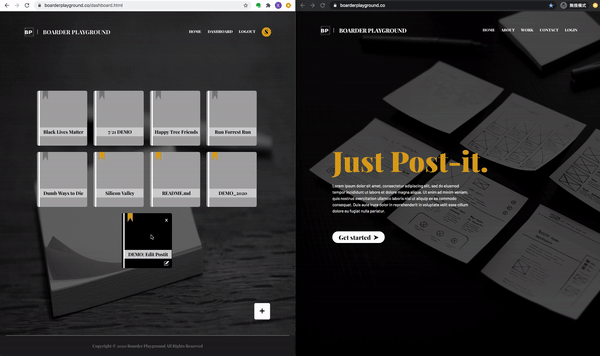 boarderplayground.co/dashboard.html
BP
BOARDER PLAYGROUND
HOME
DASHBOARD
LOGOUT
Black Lives Matter
7/21 DEMO
Happy Tree Friends
Run Forrest Run
Dumb Ways to Die
Silicon Valley
README.md
DEMO_2020
x
DEMO: Edit PostIt
+
Copyright © 2020 Boarder Playground All Rights Reserved
boarderplayground.co
無痕模式
BP
BOARDER PLAYGROUND
HOME
ABOUT
WORK
CONTACT
LOGIN
Just Post-it.
Lorem ipsum dolor sit amet, consectetur adipiscing elit, sed do eiusmod
tempor incididunt ut labore et dolore magna aliqua. Ut enim ad minim veniam,
quis nostrud exercitation ullamco laboris nisi ut aliquip ex ea commodo
consequat. Duis aute irure dolor in reprehenderit in voluptate velit esse cillum
dolore eu fugiat nulla pariatur.
Get started